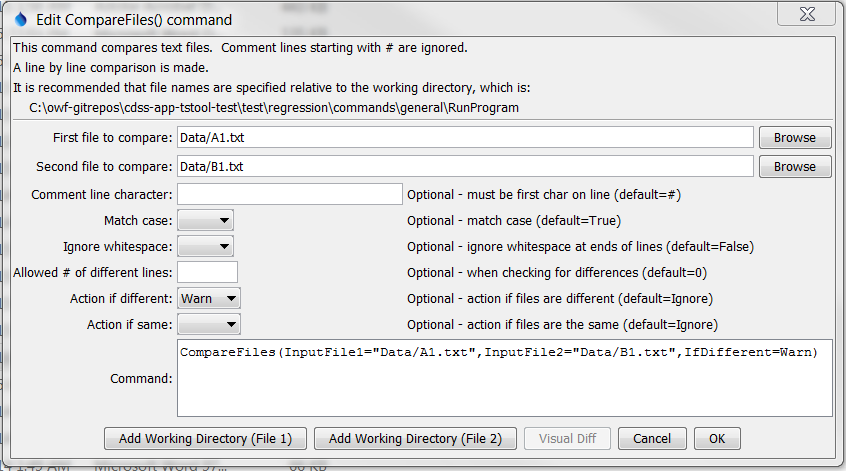 Edit CompareFiles() command
This command compares text files. Comment lines starting with # are ignored.
A line by line comparison is made.
It is recommended that file names are specified relative to the working directory, which is:
C:\owf-gitrepos\cdss-app-tstool-test\test\regression\commands\general\RunProgram
First file to compare: Data/A1.txt Browse
Second file to compare: Data/B1.txt Browse
Comment line character: Optional - must be first char on line (default=#)
Match case: Optional - match case (default=True)
Ignore whitespace: Optional - ignore whitespace at ends of lines (default=False)
Allowed # of different lines: Optional - when checking for differences (default=0)
Action if different: Warn Optional - action if files are different (default=Ignore)
Action if same: Optional - action if files are the same (default=Ignore)
CompareFiles(InputFile1="Data/A1.txt",InputFile2="Data/B1.txt",IfDifferent=Warn)
Command:
Add Working Directory (File 1) Add Working Directory (File 2) Visual Diff Cancel OK